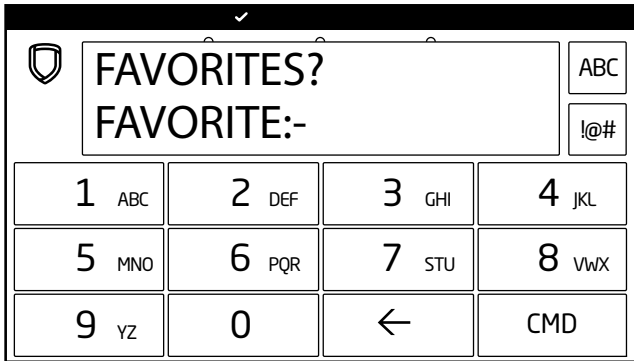 FAVORITES?
FAVORITE:-
ABC
!@#
1 ABC
2 DEF
3 GHI
4 JKL
5 MNO
6 PQR
7 STU
8 VWX
9 YZ
0
←
CMD